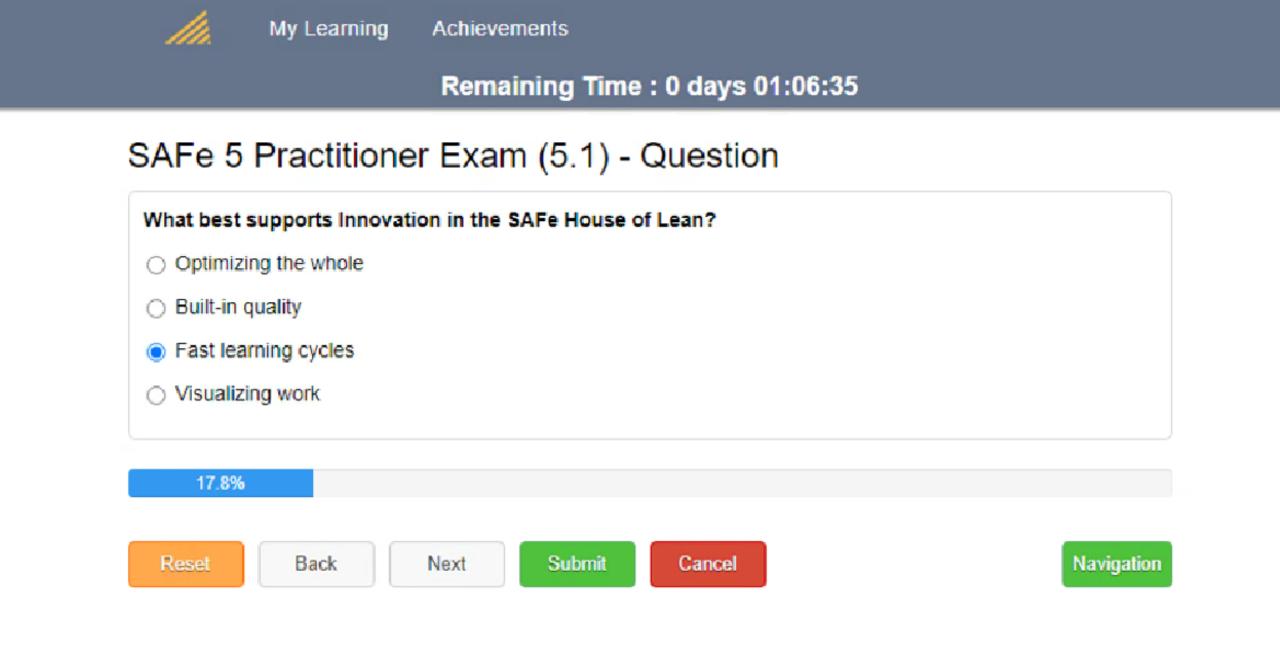 My Learning Achievements
Remaining Time : 0 days 01:06:35
SAFe 5 Practitioner Exam (5.1) - Question
What best supports Innovation in the SAFe House of Lean?
Optimizing the whole
Built-in quality
Fast learning cycles
Visualizing work
17.8%
Reset Back Next Submit Cancel Navigation